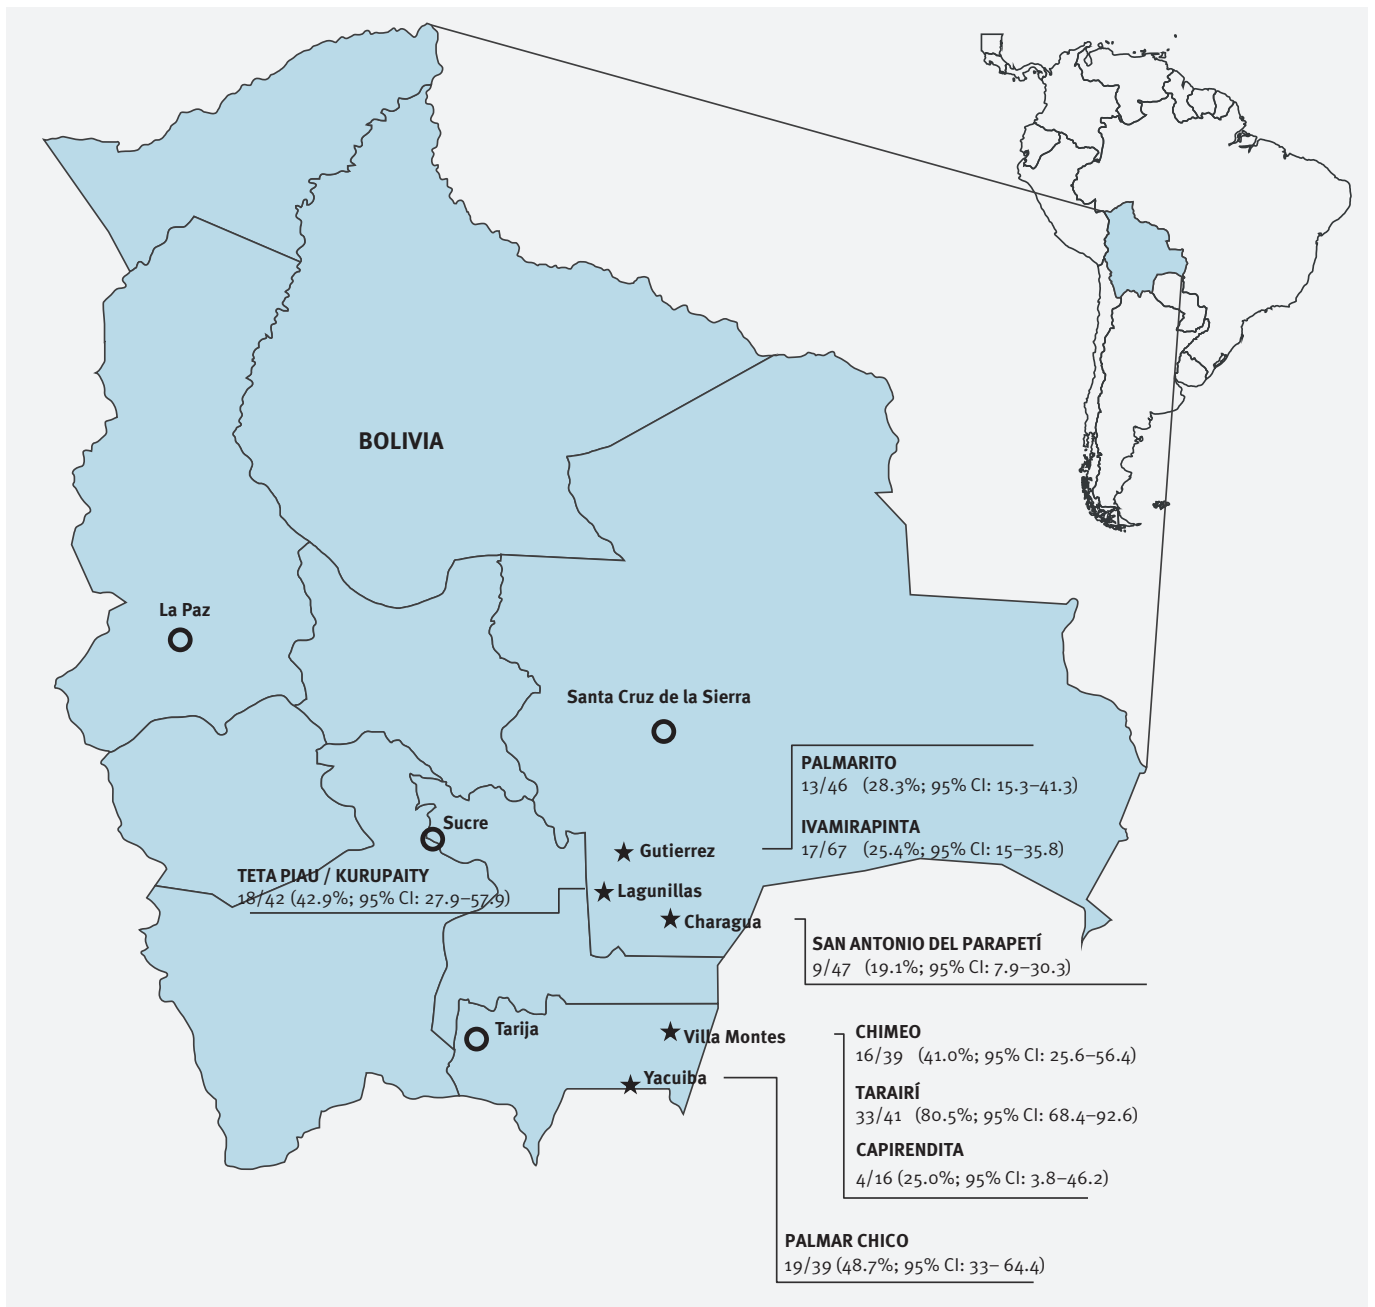 BOLIVIA
La Paz
Santa Cruz de la Sierra
PALMARITO
13/46 (28.3%; 95% CI: 15.3–41.3)
IVAMIRAPINTA
17/67 (25.4%; 95% CI: 15–35.8)
Sucre
Gutierrez
TETA PIAU / KURUPAITY
18/42 (42.9%; 95% CI: 27.9–57.9)
Lagunillas
Charagua
SAN ANTONIO DEL PARAPETÍ
9/47 (19.1%; 95% CI: 7.9–30.3)
Tarija
Villa Montes
CHIMEO
16/39 (41.0%; 95% CI: 25.6–56.4)
TARAIRÍ
33/41 (80.5%; 95% CI: 68.4–92.6)
CAPIRENDITA
4/16 (25.0%; 95% CI: 3.8–46.2)
Yacuiba
PALMAR CHICO
19/39 (48.7%; 95% CI: 33– 64.4)